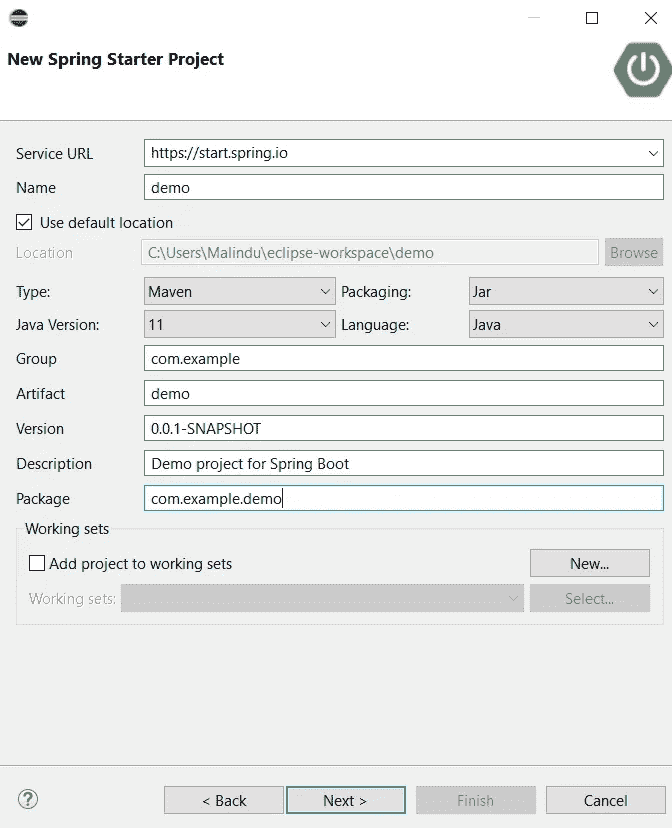 New Spring Starter Project
Service URL https://start.spring.io
Name demo
Use default location
Location C:\Users\Malindu\eclipse-workspace\demo Browse
Type: Maven Packaging: Jar
Java Version: 11 Language: Java
Group com.example
Artifact demo
Version 0.0.1-SNAPSHOT
Description Demo project for Spring Boot
Package com.example.demo
Working sets
Add project to working sets New...
Working sets: Select...
? < Back Next > Finish Cancel